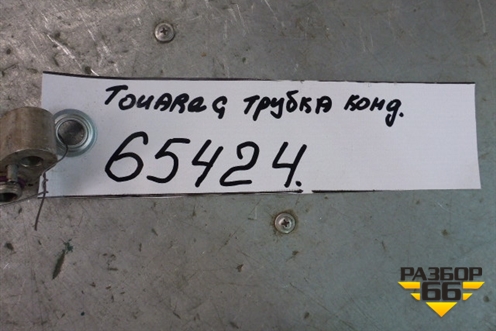 Touareg трубка конд.
65424.
РАЗБОР
66